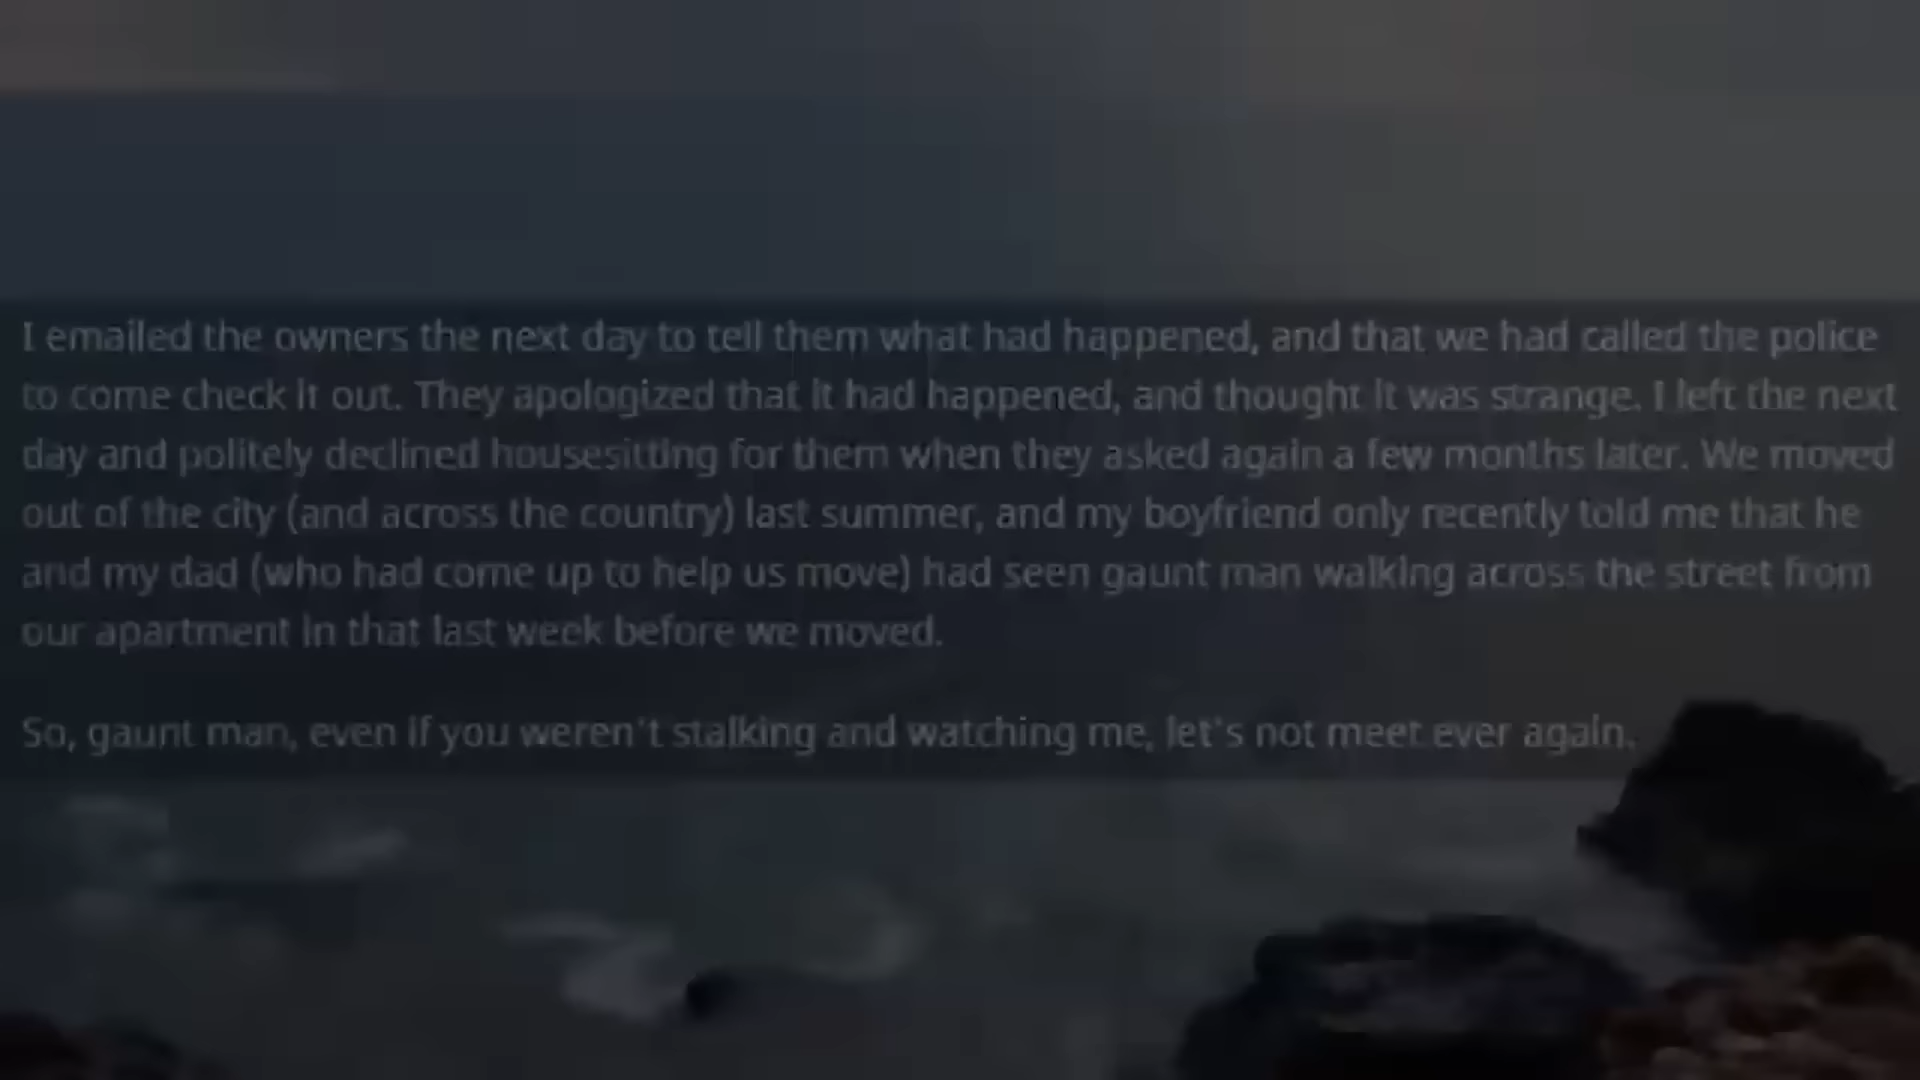 I emailed the owners the next day to tell them what had happened, and that we had called the police
to come check it out. They apologized that it had happened, and thought it was strange. I left the next
day and politely declined housesitting for them when they asked again a few months later. We moved
out of the city (and across the country) last summer, and my boyfriend only recently told me that he
and my dad (who had come up to help us move) had seen gaunt man walking across the street from
our apartment in that last week before we moved.
So, gaunt man, even if you weren't stalking and watching me, let's not meet ever again.